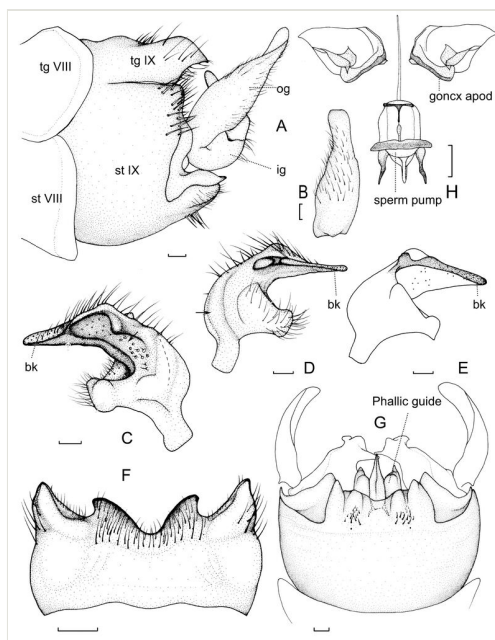 tg VIII
tg IX
og
A
ig
st IX
st VIII
goncx apod
B
H
sperm pump
bk
C
bk
D
bk
E
Phallic guide
G
F